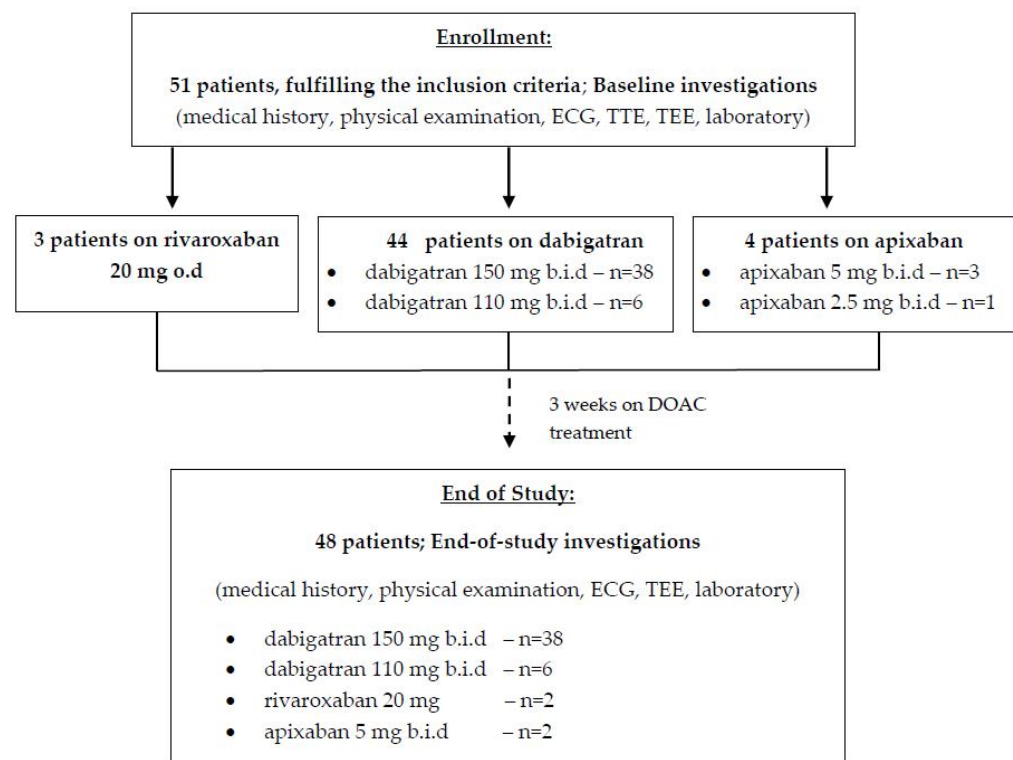 Enrollment:
51 patients, fulfilling the inclusion criteria; Baseline investigations
(medical history, physical examination, ECG, TTE, TEE, laboratory)
3 patients on rivaroxaban
20 mg o.d
44 patients on dabigatran
• dabigatran 150 mg b.i.d – n=38
• dabigatran 110 mg b.i.d – n=6
4 patients on apixaban
• apixaban 5 mg b.i.d – n=3
• apixaban 2.5 mg b.i.d – n=1
3 weeks on DOAC
treatment
End of Study:
48 patients; End-of-study investigations
(medical history, physical examination, ECG, TEE, laboratory)
• dabigatran 150 mg b.i.d – n=38
• dabigatran 110 mg b.i.d – n=6
• rivaroxaban 20 mg – n=2
• apixaban 5 mg b.i.d – n=2